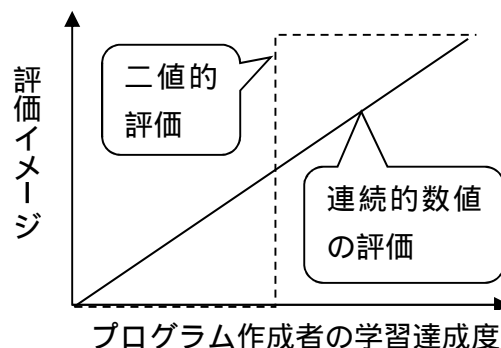 評価イメージ
二値的
評価
連続的数値
の評価
プログラム作成者の学習達成度